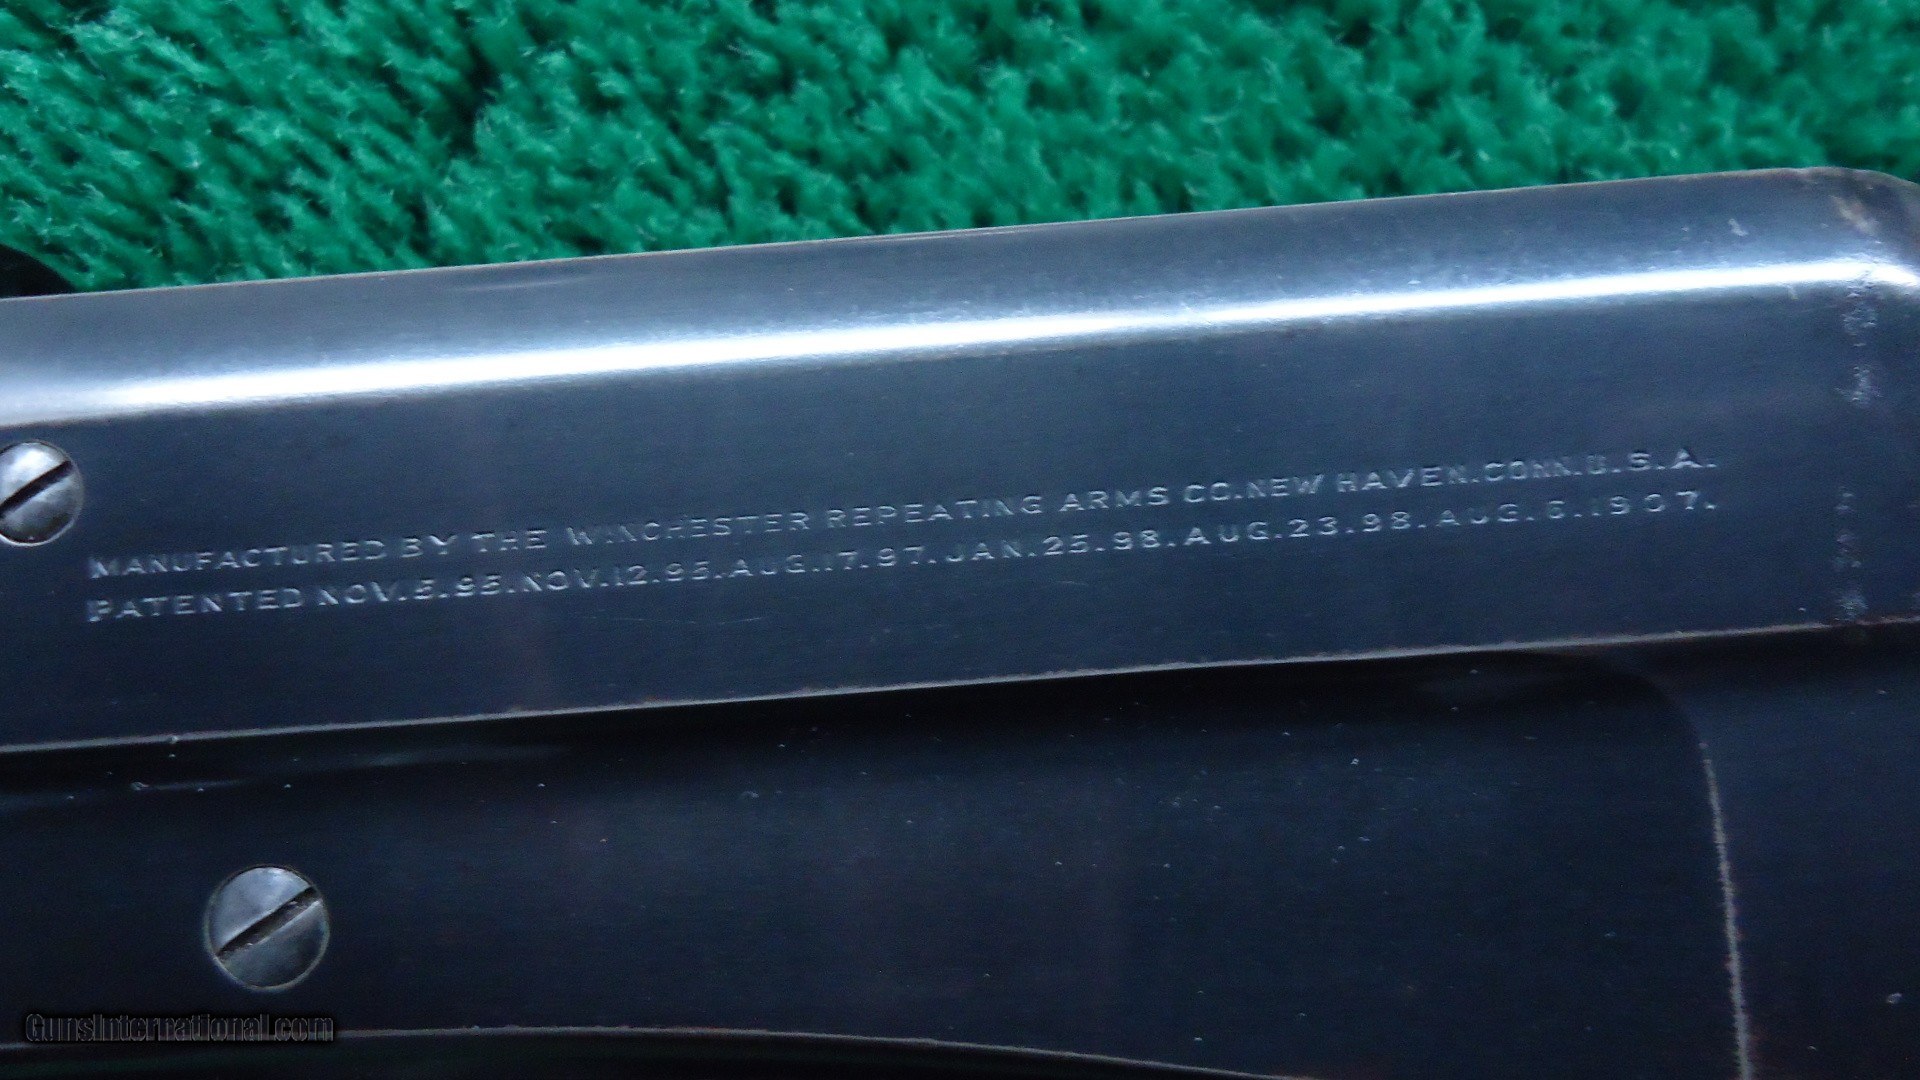 MANUFACTURED BY THE WINCHESTER REPEATING ARMS CO. NEW HAVEN. CONN. U.S.A.
PATENTED NOV. 5. 95. NOV. 12. 95. AUG. 17. 97. JAN. 25. 98. AUG. 23. 98. AUG. 6. 1907.
GunsInternational.com